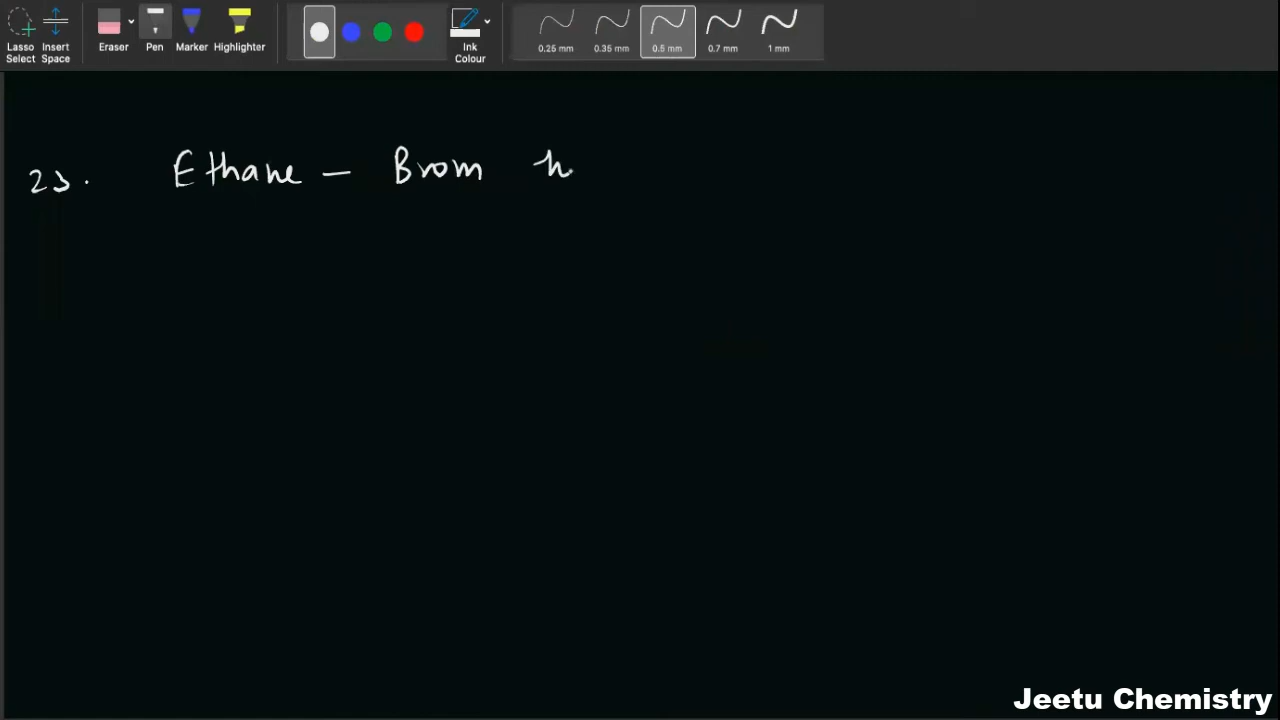 Lasso Select
Insert Space
Eraser
Pen
Marker
Highlighter
Ink Colour
0.25 mm
0.35 mm
0.5 mm
0.7 mm
1 mm
23. Ethane – Brom
Jeetu Chemistry